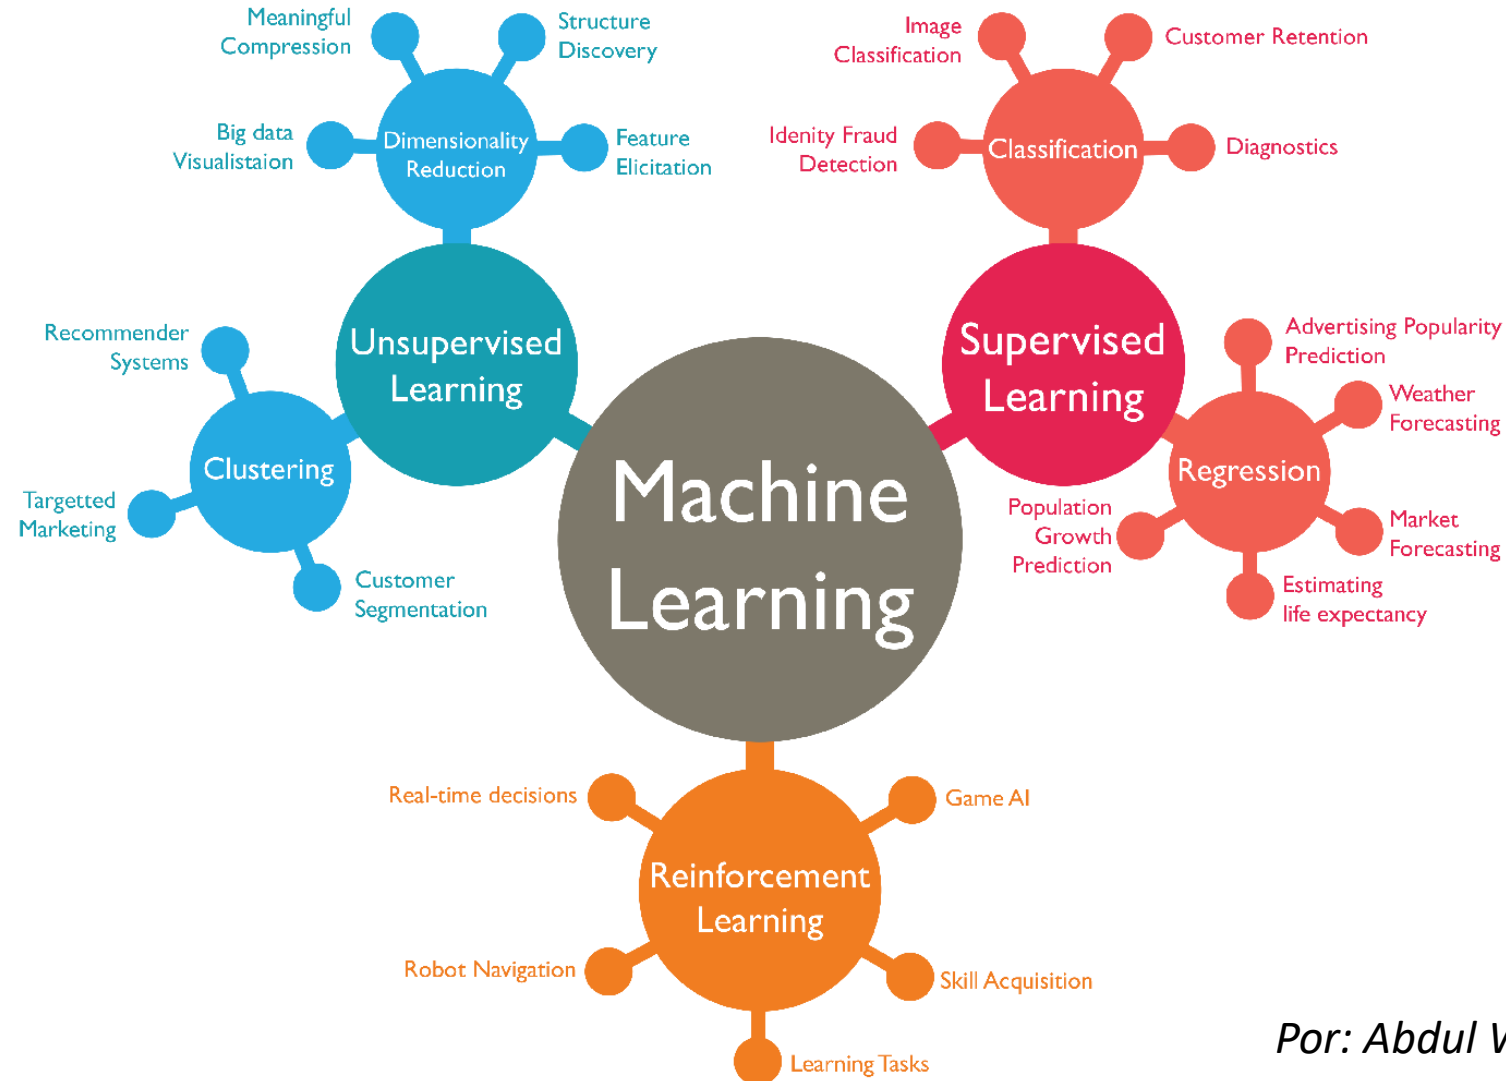 Meaningful
Compression
Structure
Discovery
Big data
Visualistaion
Dimensionality
Reduction
Feature
Elicitation
Image
Classification
Customer Retention
Idenity Fraud
Detection
Classification
Diagnostics
Unsupervised
Learning
Supervised
Learning
Recommender
Systems
Clustering
Targetted
Marketing
Customer
Segmentation
Machine
Learning
Advertising Popularity
Prediction
Weather
Forecasting
Regression
Population
Growth
Prediction
Market
Forecasting
Estimating
life expectancy
Real-time decisions
Game AI
Reinforcement
Learning
Robot Navigation
Skill Acquisition
Learning Tasks
Por: Abdul